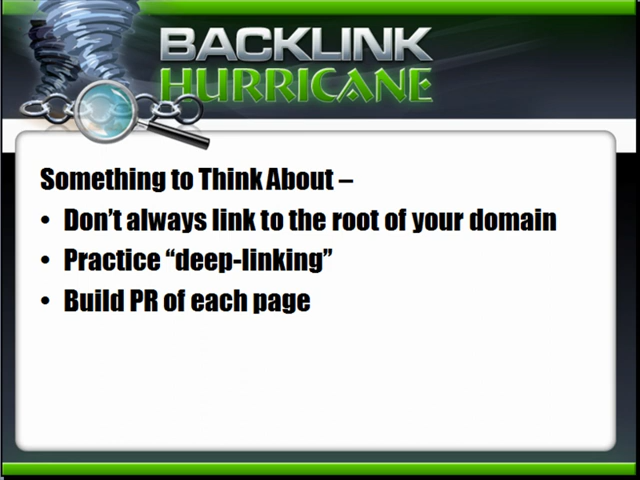 BACKLINK
HURRICANE
Something to Think About –
• Don't always link to the root of your domain
• Practice “deep-linking”
• Build PR of each page